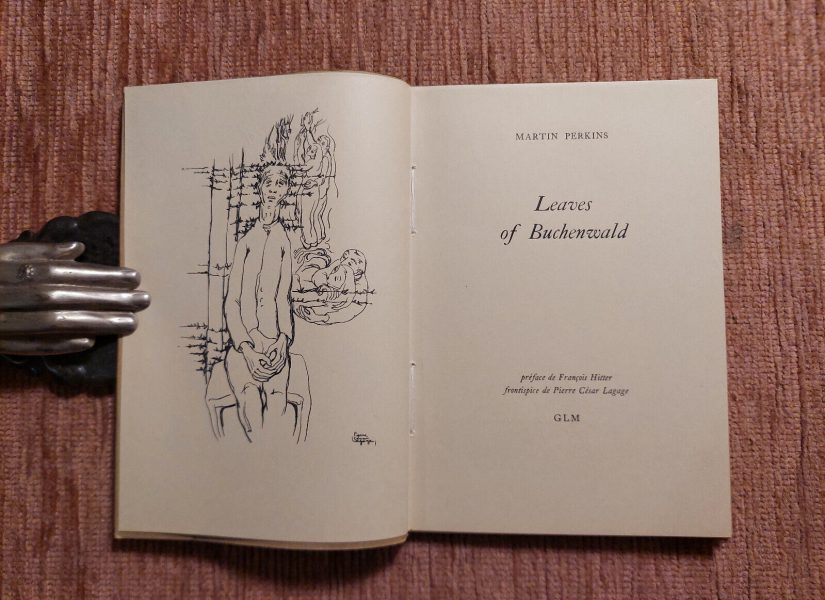 MARTIN PERKINS
Leaves
of Buchenwald
préface de François Hitter
frontispice de Pierre César Lagage
GLM